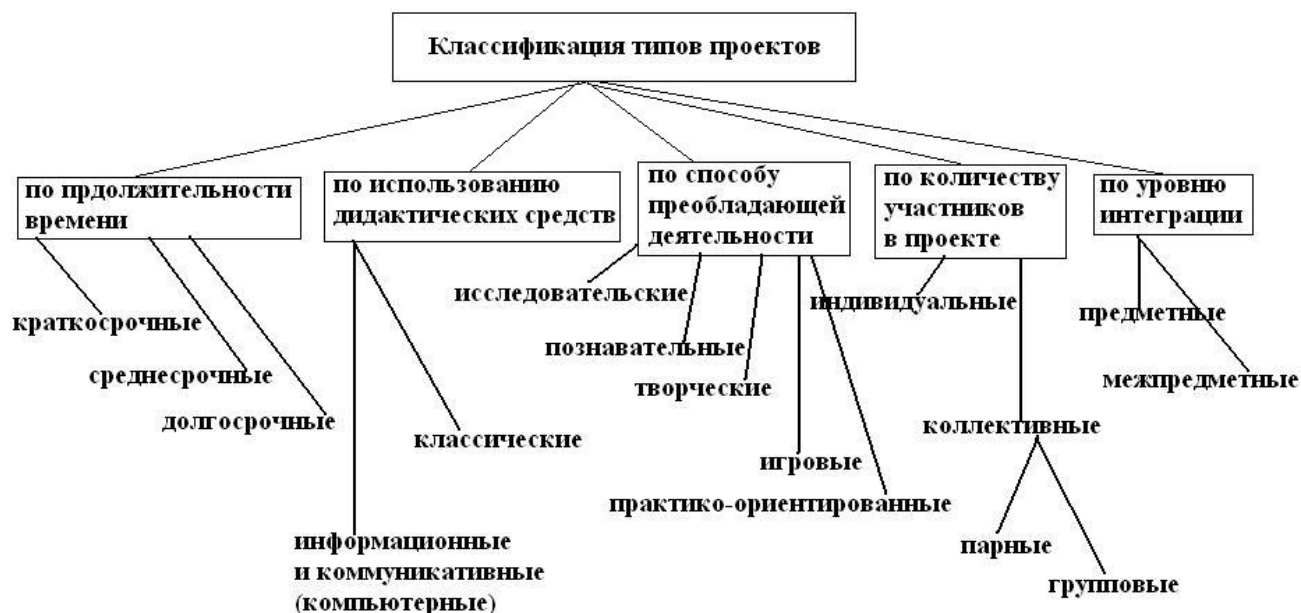 Классификация типов проектов
по прдолжительности
времени
по использованию
дидактических средств
по способу
преобладающей
деятельности
по количеству
участников
в проекте
по уровню
интеграции
краткосрочные
среднесрочные
долгосрочные
классические
информационные
и коммуникативные
(компьютерные)
исследовательские
познавательные
творческие
игровые
практико-ориентированные
индивидуальные
коллективные
парные
групповые
предметные
межпредметные